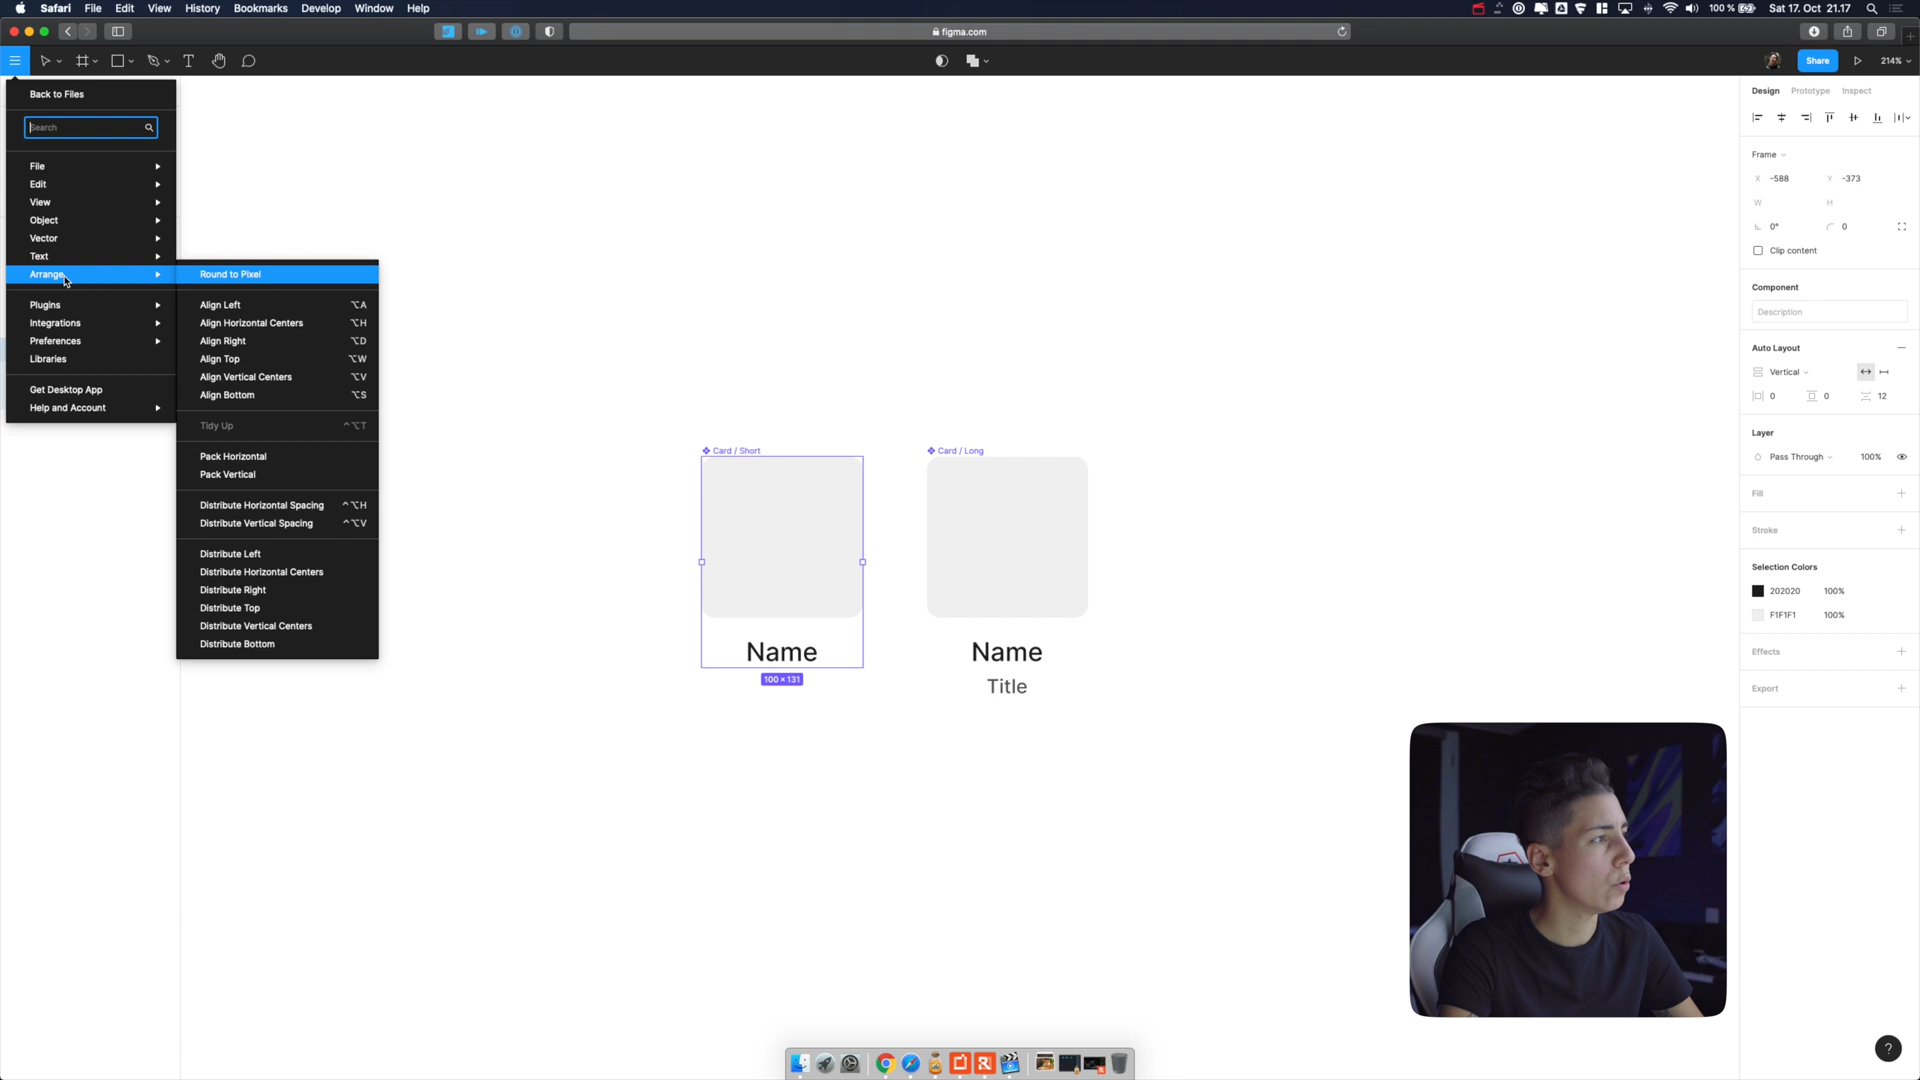 Safari File Edit View History Bookmarks Develop Window Help
100 % Sat 17. Oct 21.17
figma.com
Share
214%
Back to Files
Search
File
Edit
View
Object
Vector
Text
Arrange
Plugins
Integrations
Preferences
Libraries
Get Desktop App
Help and Account
Round to Pixel
Align Left ⌥A
Align Horizontal Centers ⌥H
Align Right ⌥D
Align Top ⌥W
Align Vertical Centers ⌥V
Align Bottom ⌥S
Tidy Up ^⌥T
Pack Horizontal
Pack Vertical
Distribute Horizontal Spacing ^⌥H
Distribute Vertical Spacing ^⌥V
Distribute Left
Distribute Horizontal Centers
Distribute Right
Distribute Top
Distribute Vertical Centers
Distribute Bottom
Card / Short
Name
100 × 131
Card / Long
Name
Title
Design Prototype Inspect
Frame
X -588 Y -373
W H
0° 0
Clip content
Component
Description
Auto Layout
Vertical
0 0 12
Layer
Pass Through 100%
Fill
Stroke
Selection Colors
202020 100%
F1F1F1 100%
Effects
Export
?